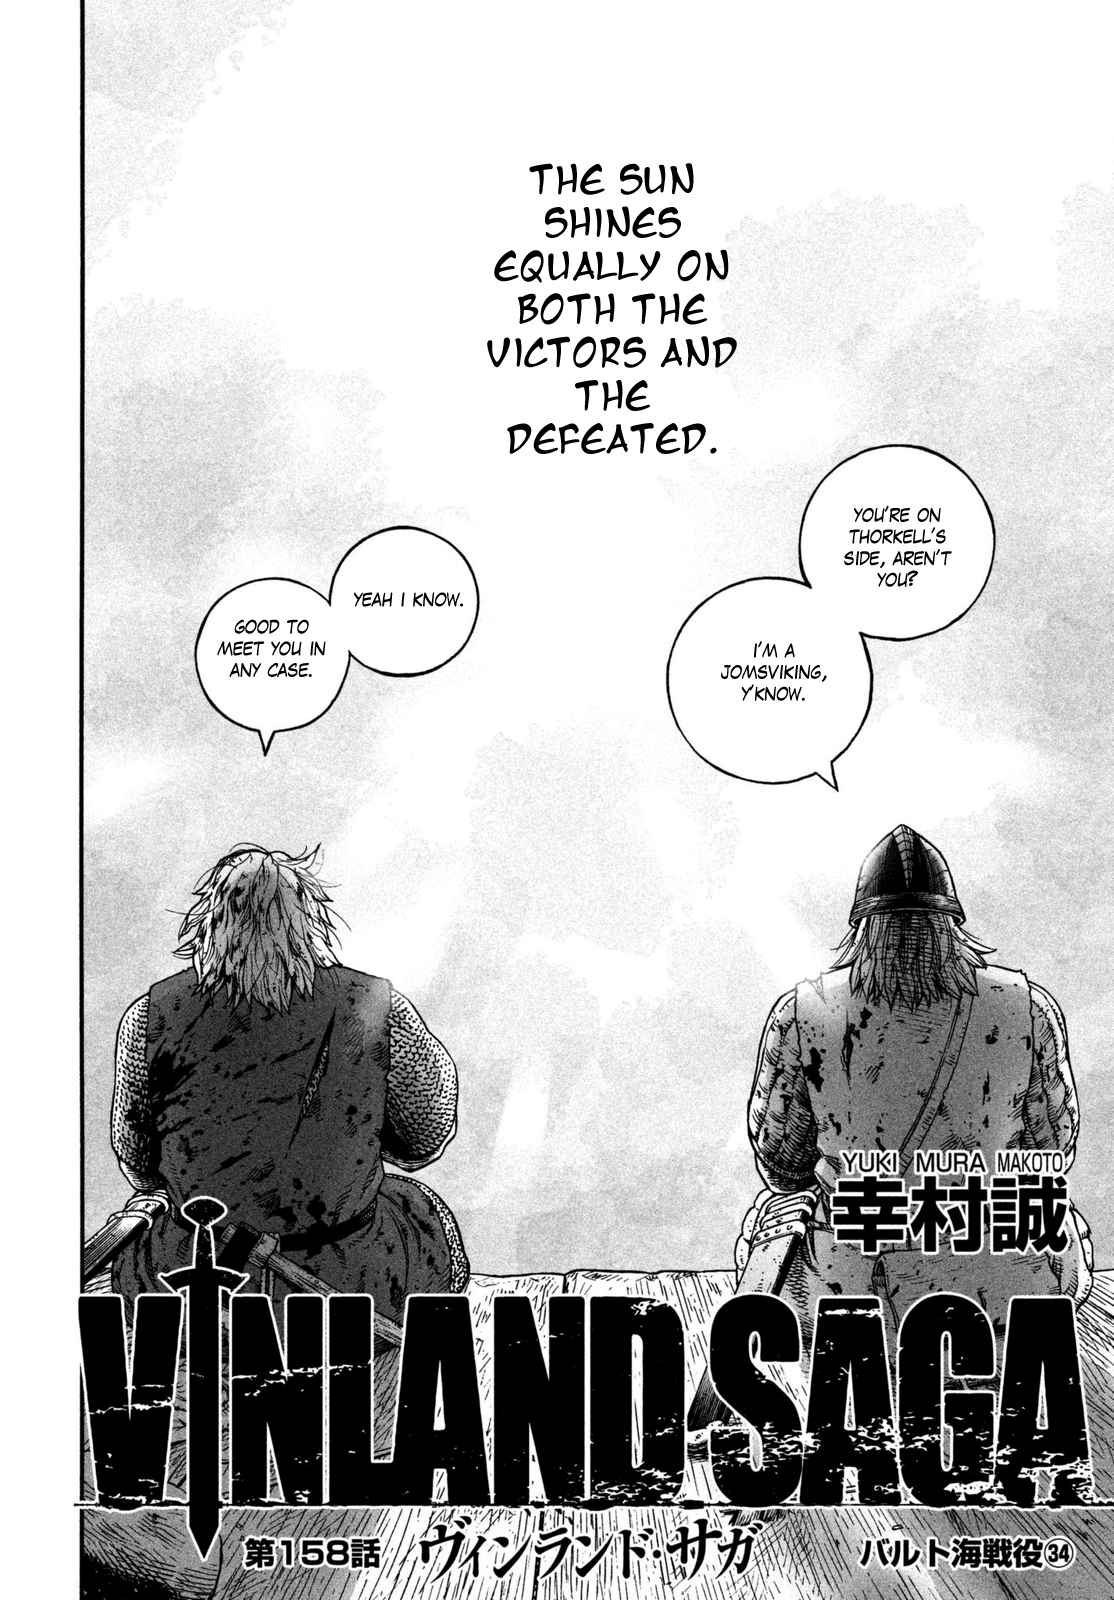 THE SUN
SHINES
EQUALLY ON
BOTH THE
VICTORS AND
THE
DEFEATED.
YOU'RE ON
THORKELL'S
SIDE, AREN'T
YOU?
I'M A
JOMSVIKING,
Y'KNOW.
YEAH I KNOW.
GOOD TO
MEET YOU IN
ANY CASE.
YUKI MURA MAKOTO
幸村誠
VINLAND SAGA
第158話 ヴィンランド・サガ バルト海戦役㉞